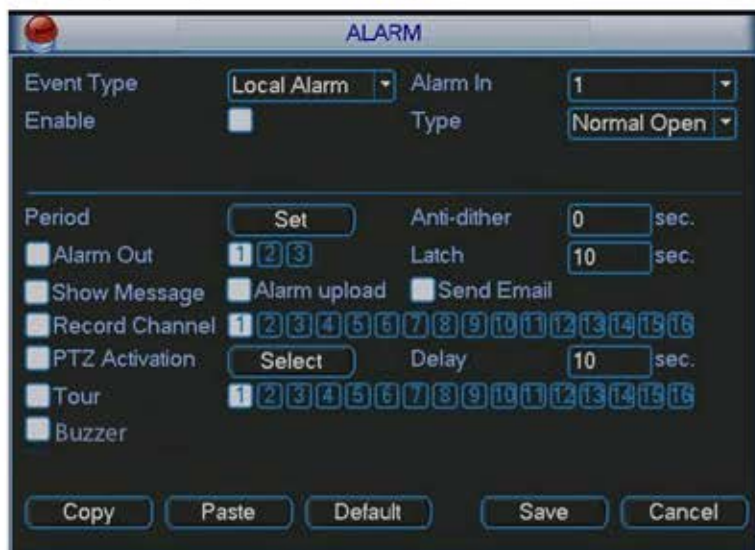 ALARM
Event Type Local Alarm Alarm In 1
Enable Type Normal Open
Period Set Anti-dither 0 sec.
Alarm Out 1 2 3 Latch 10 sec.
Show Message Alarm upload Send Email
Record Channel 1 2 3 4 5 6 7 8 9 10 11 12 13 14 15 16
PTZ Activation Select Delay 10 sec.
Tour 1 2 3 4 5 6 7 8 9 10 11 12 13 14 15 16
Buzzer
Copy Paste Default Save Cancel